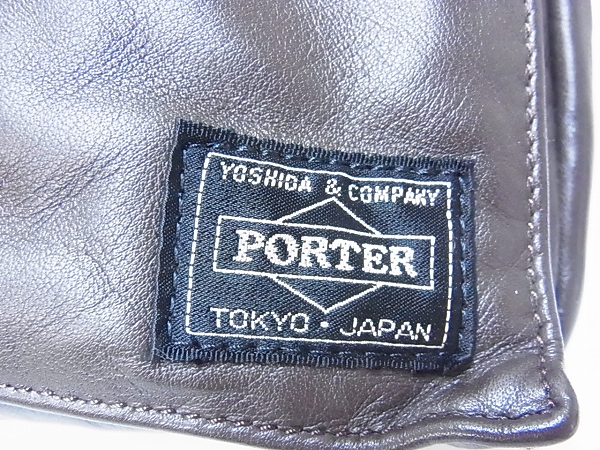 YOSHIDA & COMPANY
PORTER
TOKYO · JAPAN